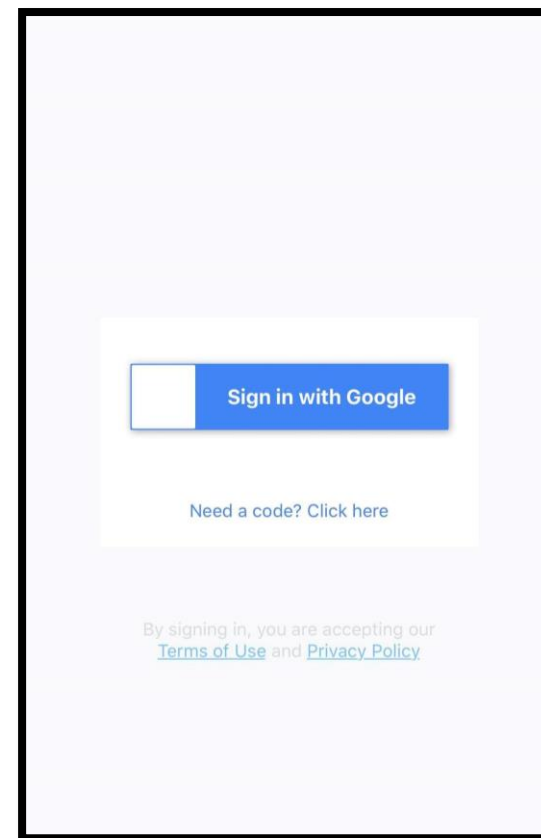 Sign in with Google
Need a code? Click here
By signing in, you are accepting our
Terms of Use and Privacy Policy